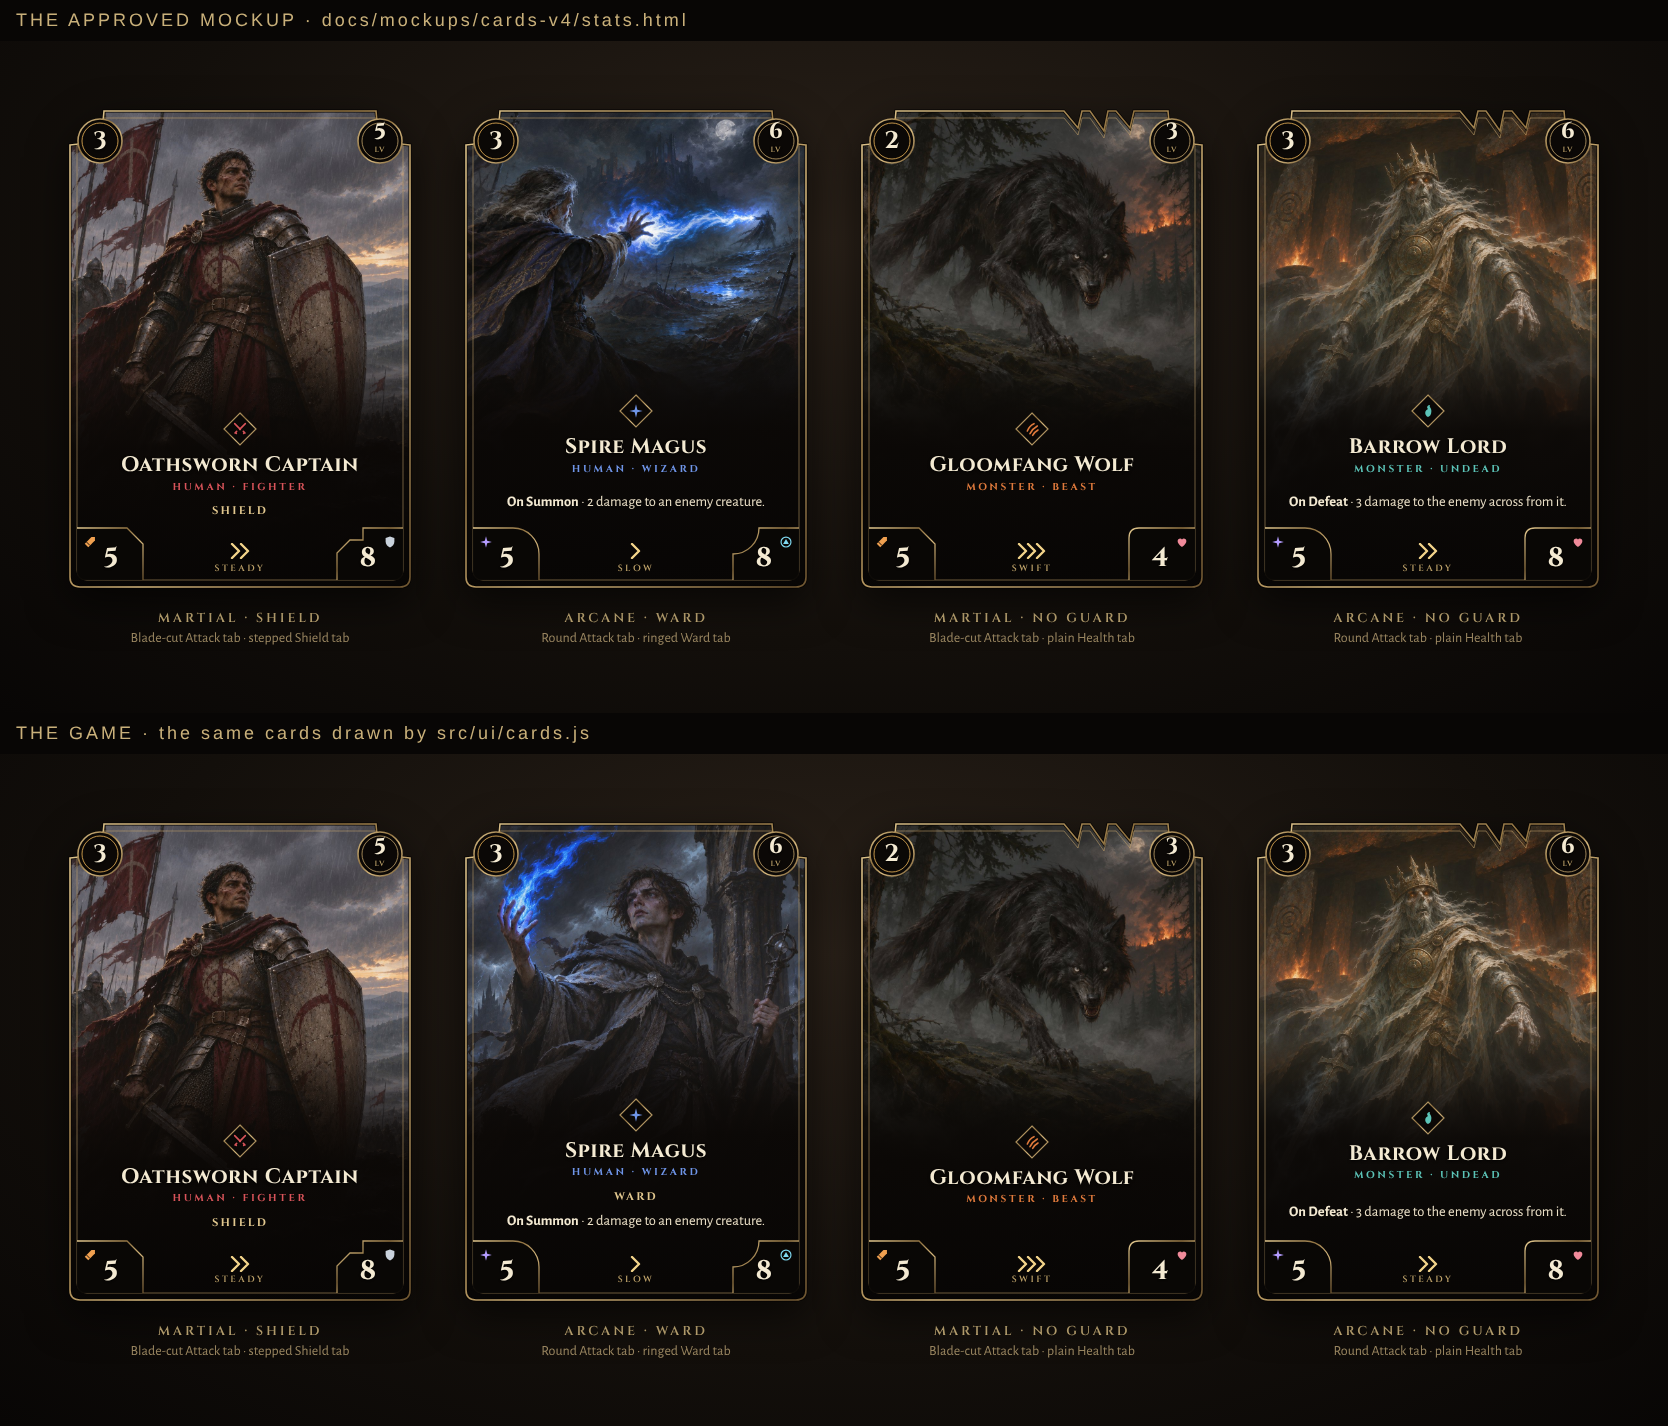 THE APPROVED MOCKUP · docs/mockups/cards-v4/stats.html
3 5 LV
3 6 LV
2 3 LV
3 6 LV
OATHSWORN CAPTAIN
HUMAN · FIGHTER
SHIELD
5 STEADY 8
SPIRE MAGUS
HUMAN · WIZARD
On Summon · 2 damage to an enemy creature.
5 SLOW 8
GLOOMFANG WOLF
MONSTER · BEAST
5 SWIFT 4
BARROW LORD
MONSTER · UNDEAD
On Defeat · 3 damage to the enemy across from it.
5 STEADY 8
MARTIAL · SHIELD
Blade-cut Attack tab · stepped Shield tab
ARCANE · WARD
Round Attack tab · ringed Ward tab
MARTIAL · NO GUARD
Blade-cut Attack tab · plain Health tab
ARCANE · NO GUARD
Round Attack tab · plain Health tab
THE GAME · the same cards drawn by src/ui/cards.js
3 5 LV
3 6 LV
2 3 LV
3 6 LV
OATHSWORN CAPTAIN
HUMAN · FIGHTER
SHIELD
5 STEADY 8
SPIRE MAGUS
HUMAN · WIZARD
WARD
On Summon · 2 damage to an enemy creature.
5 SLOW 8
GLOOMFANG WOLF
MONSTER · BEAST
5 SWIFT 4
BARROW LORD
MONSTER · UNDEAD
On Defeat · 3 damage to the enemy across from it.
5 STEADY 8
MARTIAL · SHIELD
Blade-cut Attack tab · stepped Shield tab
ARCANE · WARD
Round Attack tab · ringed Ward tab
MARTIAL · NO GUARD
Blade-cut Attack tab · plain Health tab
ARCANE · NO GUARD
Round Attack tab · plain Health tab